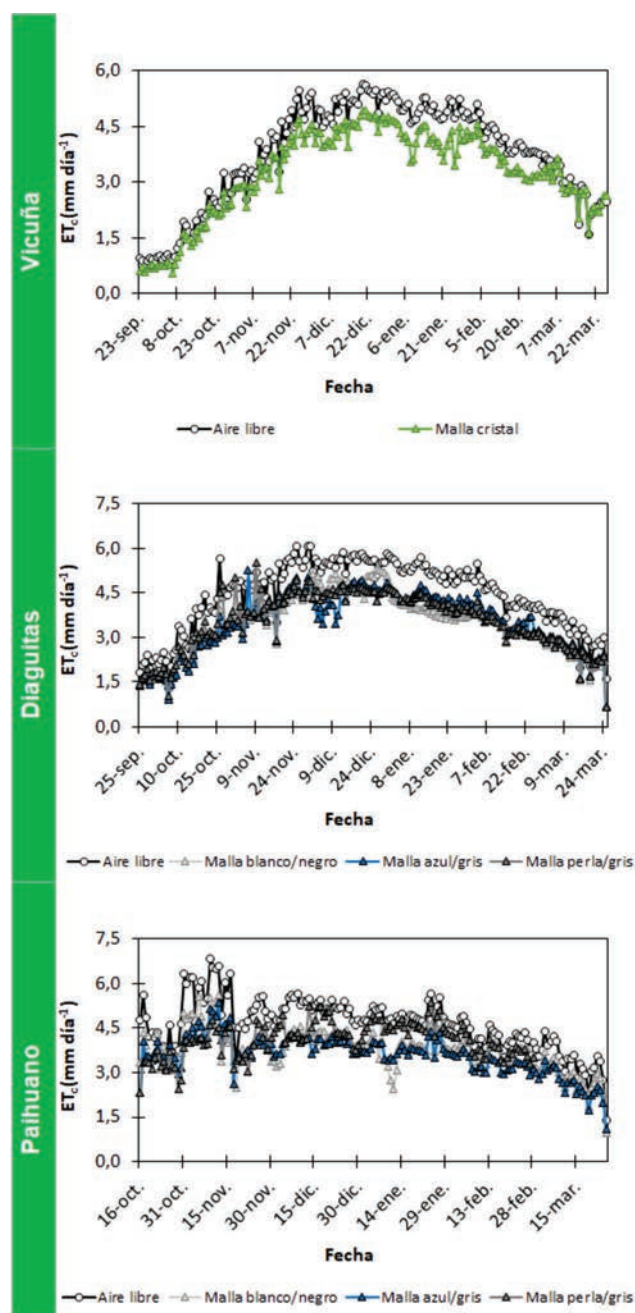 Vicuña
ET_c (mm día⁻¹)
6,0
4,5
3,0
1,5
0,0
23-sep.
8-oct.
23-oct.
7-nov.
22-nov.
7-dic.
22-dic.
6-ene.
21-ene.
5-feb.
20-feb.
7-mar.
22-mar.
Fecha
Aire libre Malla cristal
Diaguitas
ET_c (mm día⁻¹)
7,5
6,0
4,5
3,0
1,5
0,0
25-sep.
10-oct.
25-oct.
9-nov.
24-nov.
9-dic.
24-dic.
8-ene.
23-ene.
7-feb.
22-feb.
9-mar.
24-mar.
Fecha
Aire libre Malla blanco/negro Malla azul/gris Malla perla/gris
Paihuano
ET_c (mm día⁻¹)
7,5
6,0
4,5
3,0
1,5
0,0
16-oct.
31-oct.
15-nov.
30-nov.
15-dic.
30-dic.
14-ene.
29-ene.
13-feb.
28-feb.
15-mar.
Fecha
Aire libre Malla blanco/negro Malla azul/gris Malla perla/gris